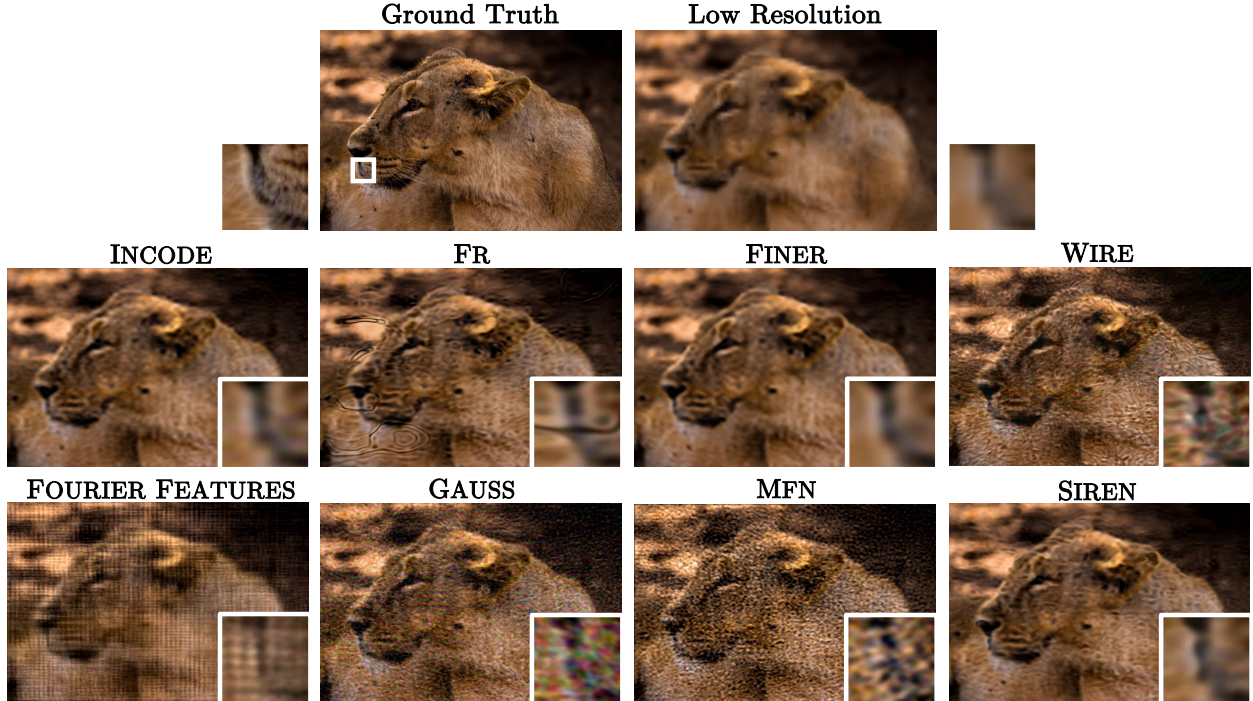 Ground Truth
Low Resolution
INCODE
FR
FINER
WIRE
FOURIER FEATURES
GAUSS
MFN
SIREN